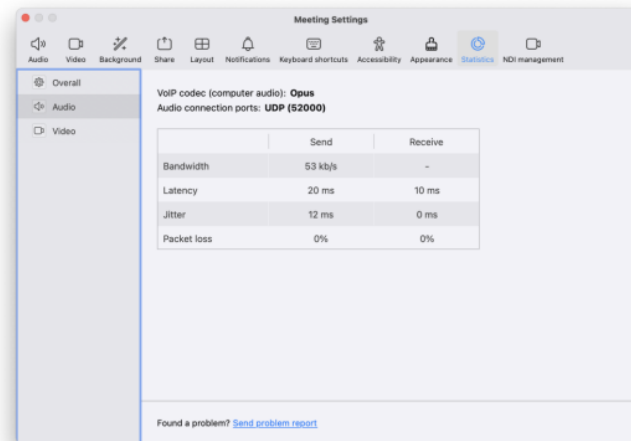 Meeting Settings
Audio Video Background Share Layout Notifications Keyboard shortcuts Accessibility Appearance Statistics NDI management
Overall
Audio
Video
VoIP codec (computer audio): Opus
Audio connection ports: UDP (52000)
Send Receive
Bandwidth 53 kb/s -
Latency 20 ms 10 ms
Jitter 12 ms 0 ms
Packet loss 0% 0%
Found a problem? Send problem report